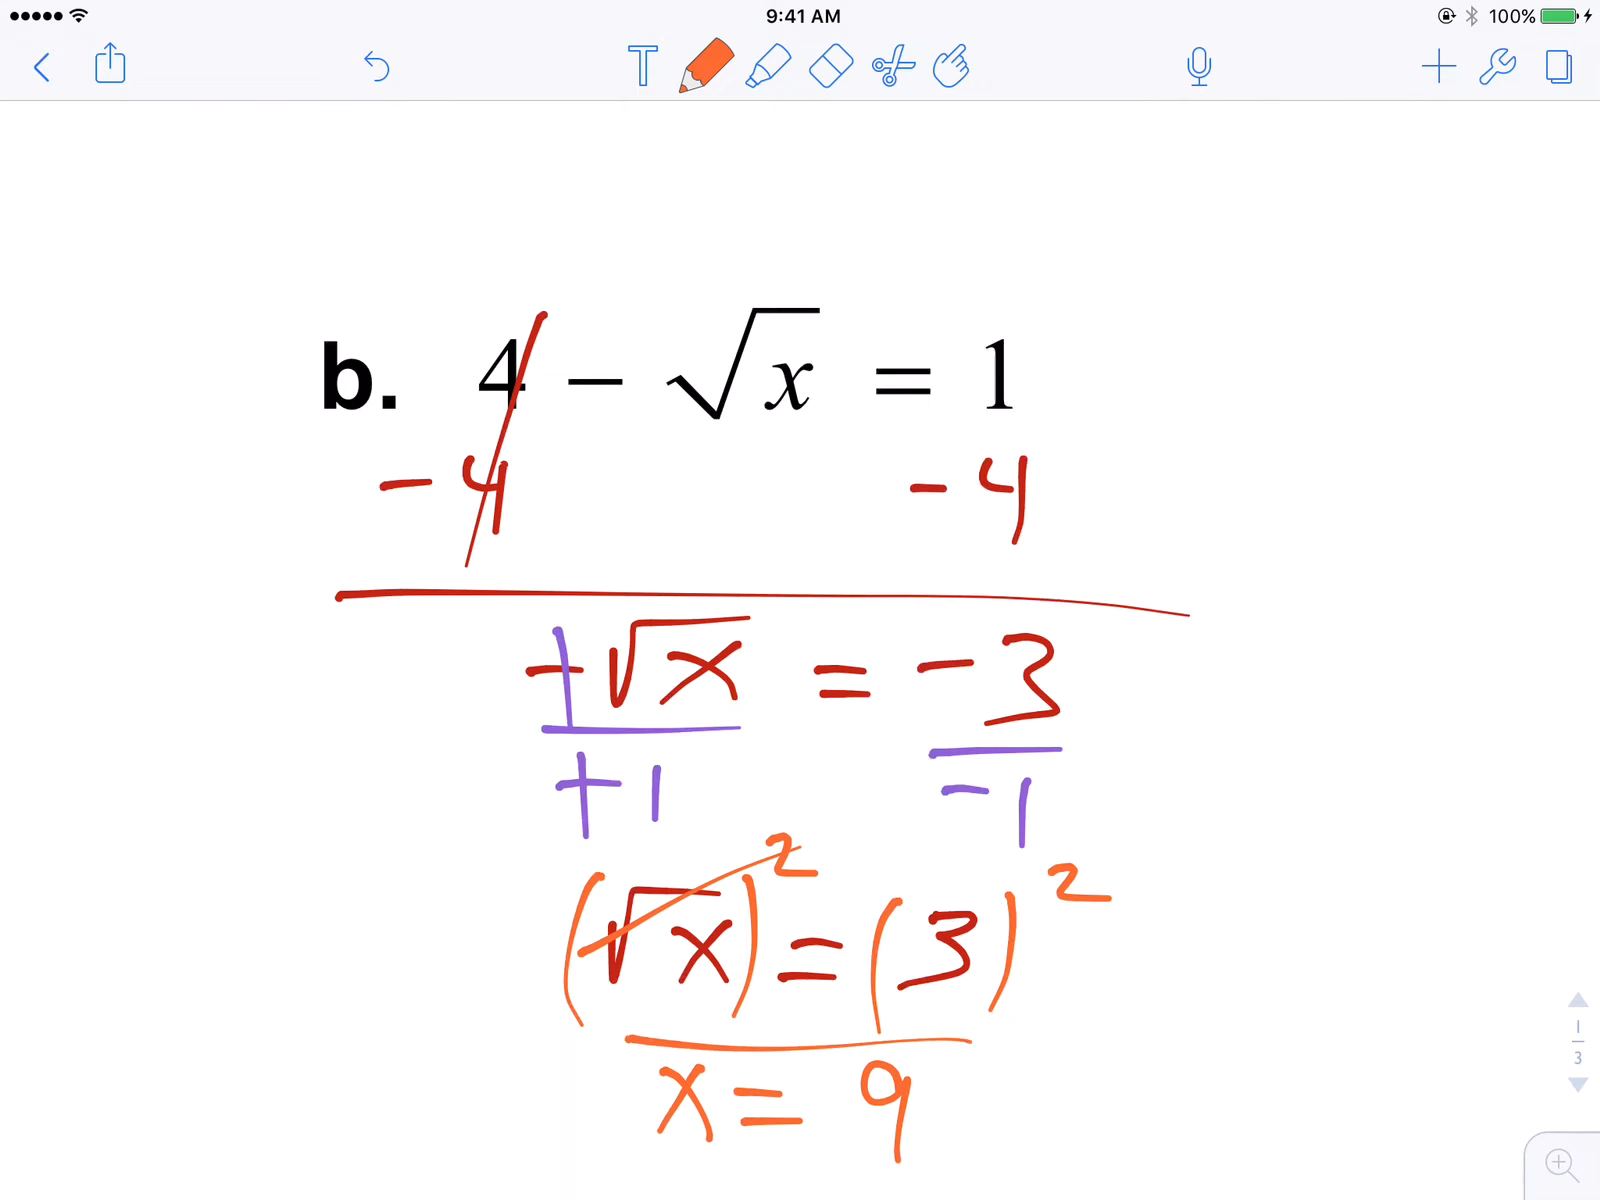 9:41 AM 100%
T
b. 4 − √x = 1
− 4 − 4
−√x = −3
+1 −1
(√x)² = (3)²
x = 9
1
3